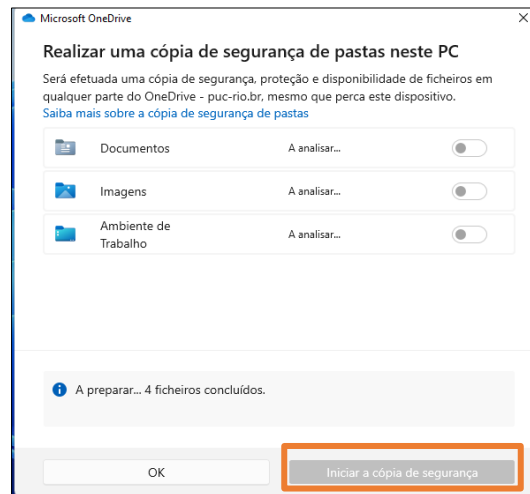 Microsoft OneDrive
Realizar uma cópia de segurança de pastas neste PC
Será efetuada uma cópia de segurança, proteção e disponibilidade de ficheiros em
qualquer parte do OneDrive - puc-rio.br, mesmo que perca este dispositivo.
Saiba mais sobre a cópia de segurança de pastas
Documentos A analisar...
Imagens A analisar...
Ambiente de
Trabalho A analisar...
A preparar... 4 ficheiros concluídos.
OK Iniciar a cópia de segurança